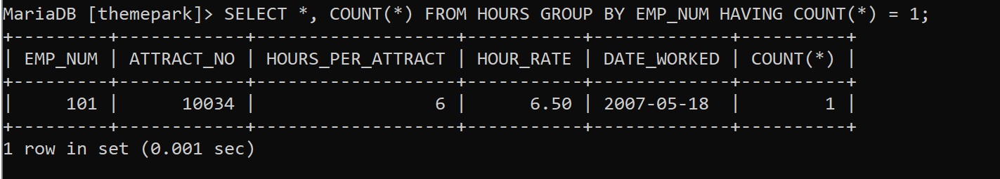 MariaDB [themepark]> SELECT *, COUNT(*) FROM HOURS GROUP BY EMP_NUM HAVING COUNT(*) = 1;
+---------+------------+-------------------+-----------+-------------+----------+
| EMP_NUM | ATTRACT_NO | HOURS_PER_ATTRACT | HOUR_RATE | DATE_WORKED | COUNT(*) |
+---------+------------+-------------------+-----------+-------------+----------+
|     101 |      10034 |                 6 |      6.50 | 2007-05-18  |        1 |
+---------+------------+-------------------+-----------+-------------+----------+
1 row in set (0.001 sec)